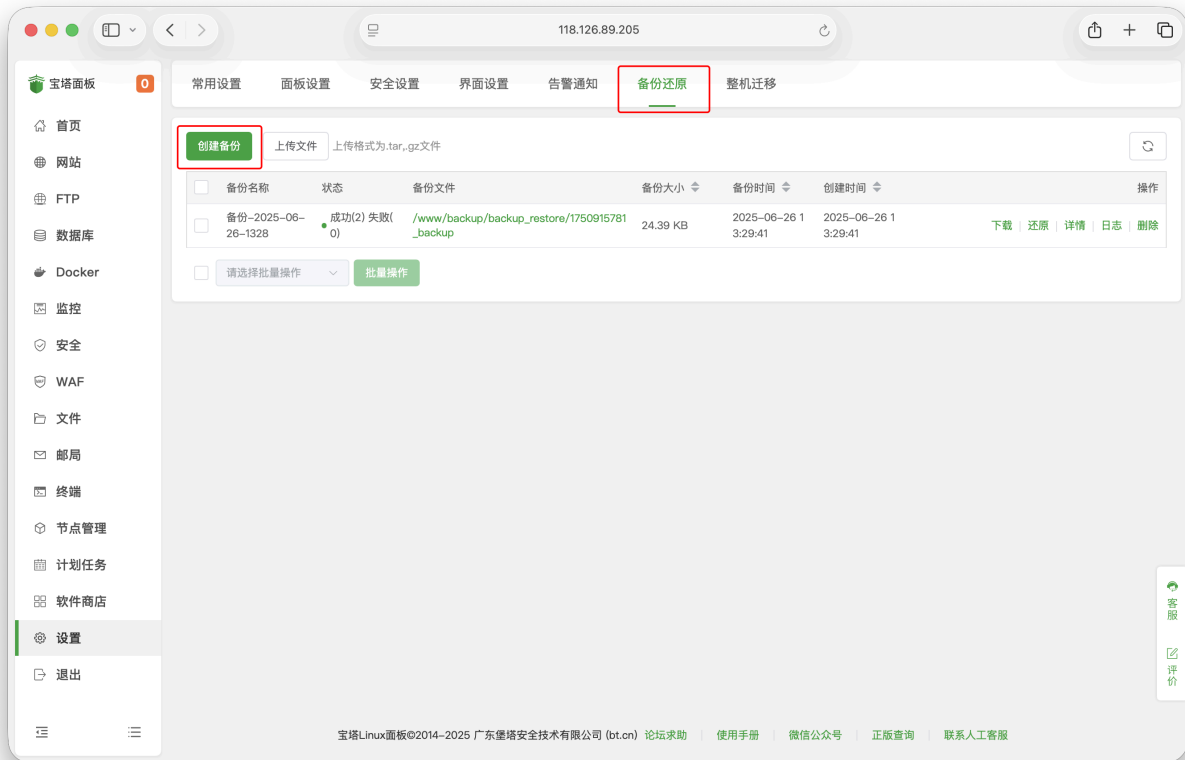 118.126.89.205
宝塔面板
0
首页
网站
FTP
数据库
Docker
监控
安全
WAF
文件
邮局
终端
节点管理
计划任务
软件商店
设置
退出
常用设置 面板设置 安全设置 界面设置 告警通知 备份还原 整机迁移
创建备份 上传文件 上传格式为.tar,.gz文件
备份名称 状态 备份文件 备份大小 备份时间 创建时间 操作
备份-2025-06- 成功(2) 失败( /www/backup/backup_restore/1750915781 24.39 KB 2025-06-26 1 2025-06-26 1 下载 还原 详情 日志 删除
26-1328 0) _backup 3:29:41 3:29:41
请选择批量操作 批量操作
客服
评价
宝塔Linux面板©2014-2025 广东堡塔安全技术有限公司 (bt.cn) 论坛求助 使用手册 微信公众号 正版查询 联系人工客服